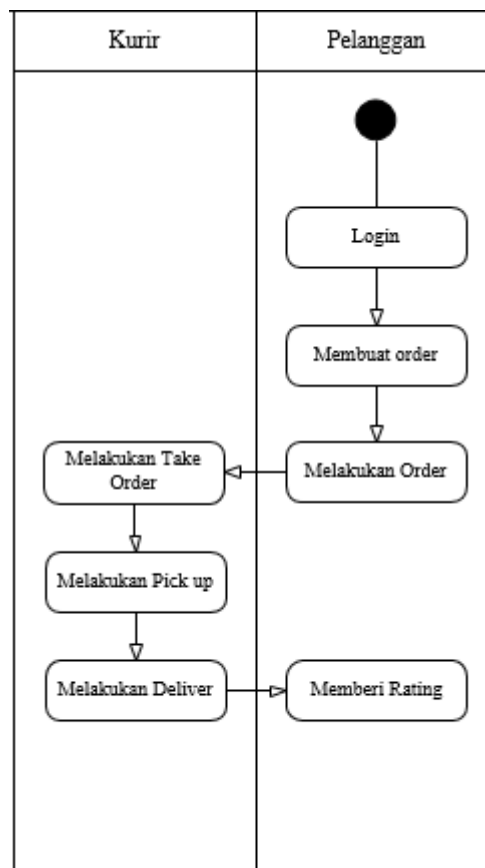 Kurir
Pelanggan
Login
Membuat order
Melakukan Order
Melakukan Take
Order
Melakukan Pick up
Melakukan Deliver
Memberi Rating